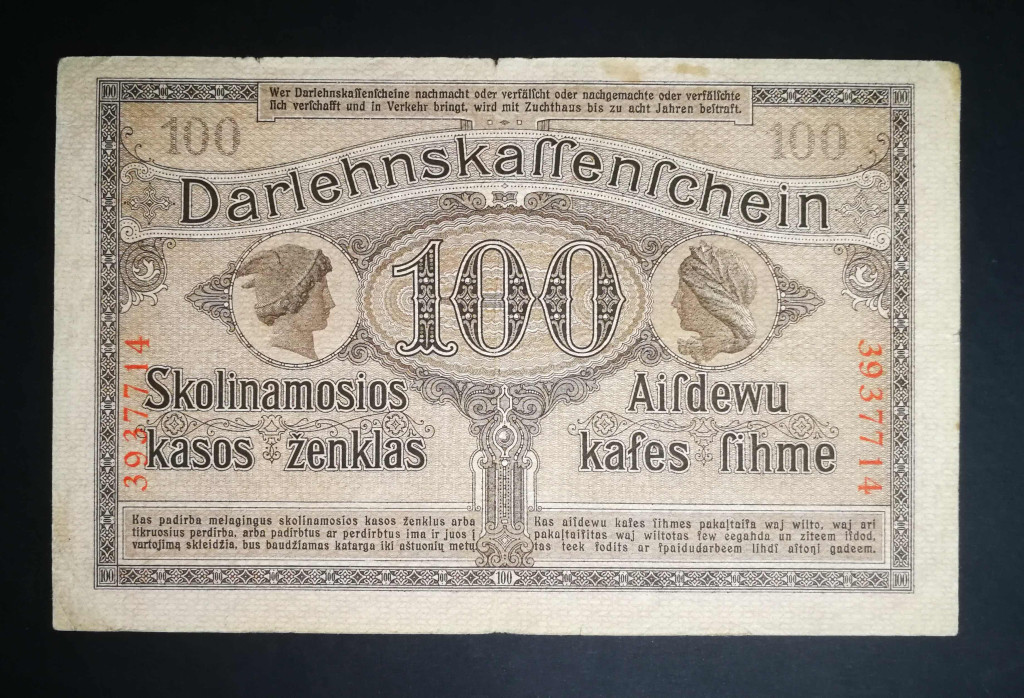 Wer Darlehnskaſſenſcheine nachmacht oder verfälſcht oder nachgemachte oder verfälſchte
ſich verſchafft und in Verkehr bringt, wird mit Zuchthaus bis zu acht Jahren beſtraft.
100 100
Darlehnskaſſenſchein
100
3937714
Skolinamosios
kasos ženklas
Aiſdewu
kaſes ſihme
3937714
Kas padirba melagingus skolinamosios kasos ženklus arba
tikruosius perdirba, arba padirbtus ar perdirbtus ima ir juos į
vartojimą skleidžia, bus baudžiamas katarga iki aštuonių metų.
Kas aiſdewu kaſes ſihmes pakaļtaiſa waj wilto, waj ari
pakaļtaiſitas waj wiltotas ſew eegahda un ziteem iſdod,
tas teek ſodits ar ſpaidudarbeem lihdſ aſtoņi gadeem.
100